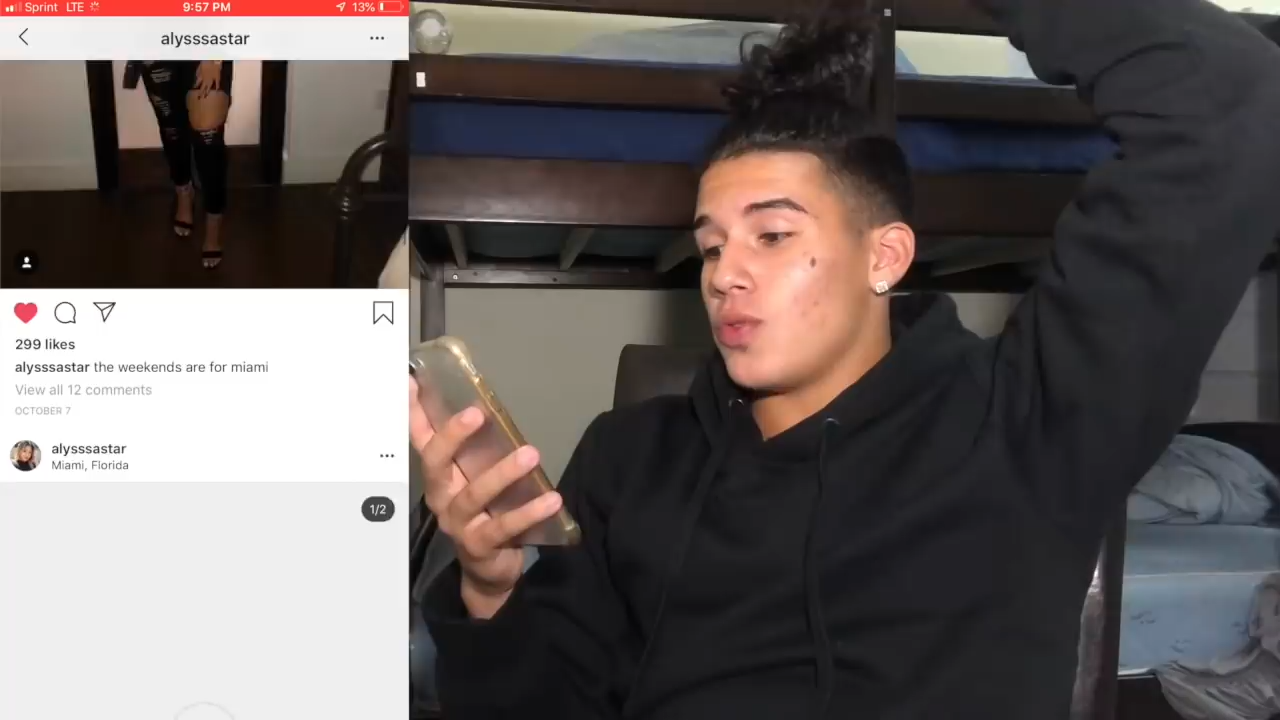 Sprint LTE 9:57 PM 13%
alysssastar
299 likes
alysssastar the weekends are for miami
View all 12 comments
OCTOBER 7
alysssastar
Miami, Florida
1/2